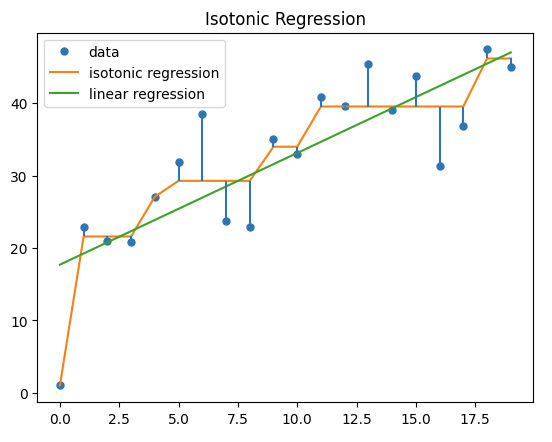 Isotonic Regression
data
isotonic regression
linear regression
40
30
20
10
0
0.0 2.5 5.0 7.5 10.0 12.5 15.0 17.5